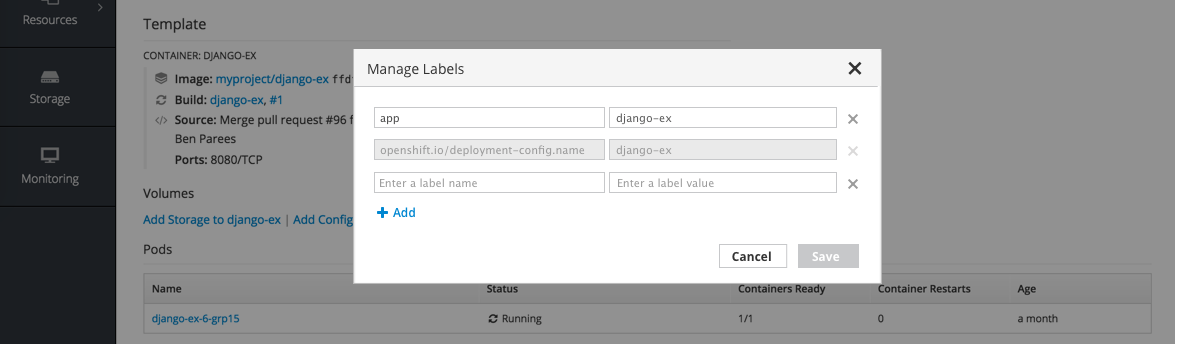 Resources
Storage
Monitoring
Template
CONTAINER: DJANGO-EX
Image: myproject/django-ex
Build: django-ex, #1
</> Source: Merge pull request #96
Ben Parees
Ports: 8080/TCP
Volumes
Add Storage to django-ex | Add Config
Pods
Name Status Containers Ready Container Restarts Age
django-ex-6-grp15 Running 1/1 0 a month
Manage Labels
app django-ex
openshift.io/deployment-config.name django-ex
Enter a label name Enter a label value
Add
Cancel Save